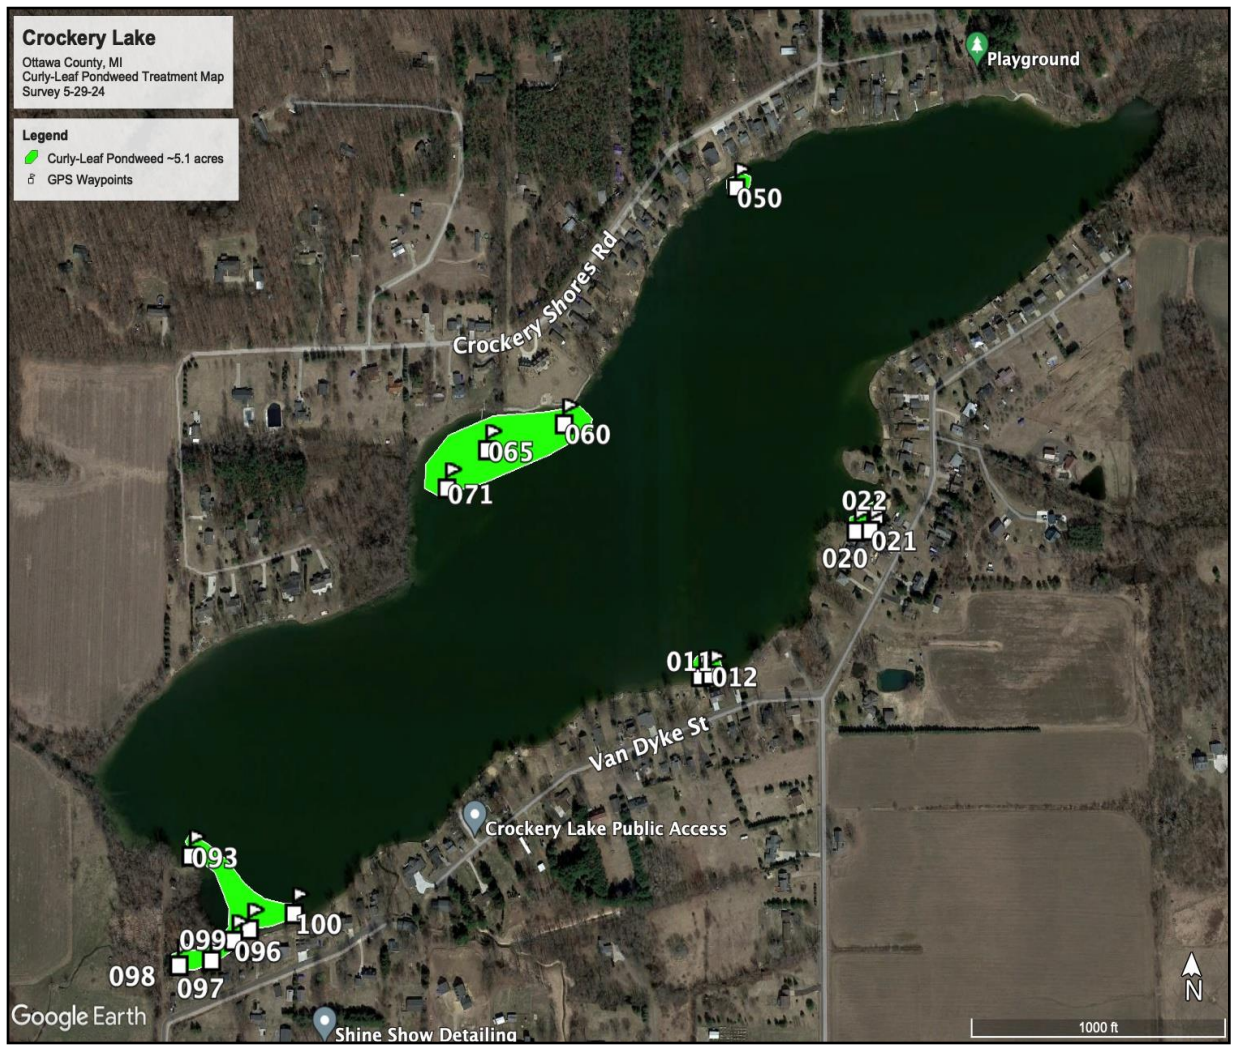 Crockery Lake
Ottawa County, MI
Curly-Leaf Pondweed Treatment Map
Survey 5-29-24
Legend
Curly-Leaf Pondweed ~5.1 acres
GPS Waypoints
Playground
050
Crockery Shores Rd
060
065
071
022
021
020
011
012
Van Dyke St
Crockery Lake Public Access
093
100
099
096
098
097
N
Google Earth
1000 ft
Shine Show Detailing